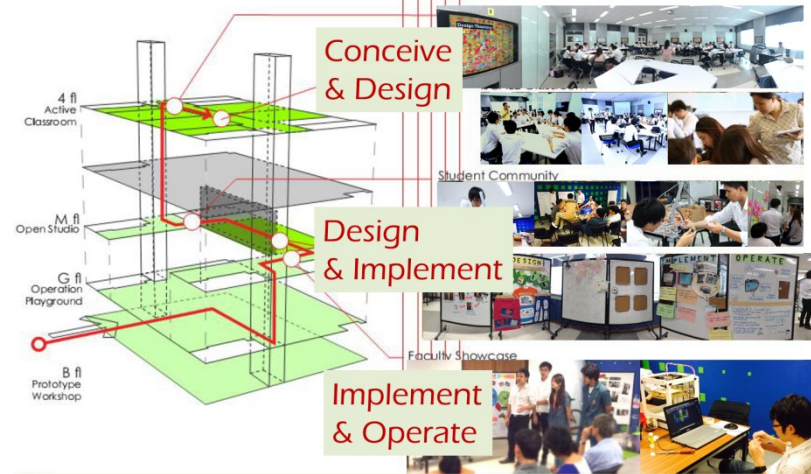 Conceive
& Design
4 fl
Active
Classroom
Student Community
M fl
Open Studio
Design
& Implement
G fl
Operation
Playground
DESIGN
IMPLEMENT
OPERATE
Faculty Showcase
B fl
Prototype
Workshop
Implement
& Operate